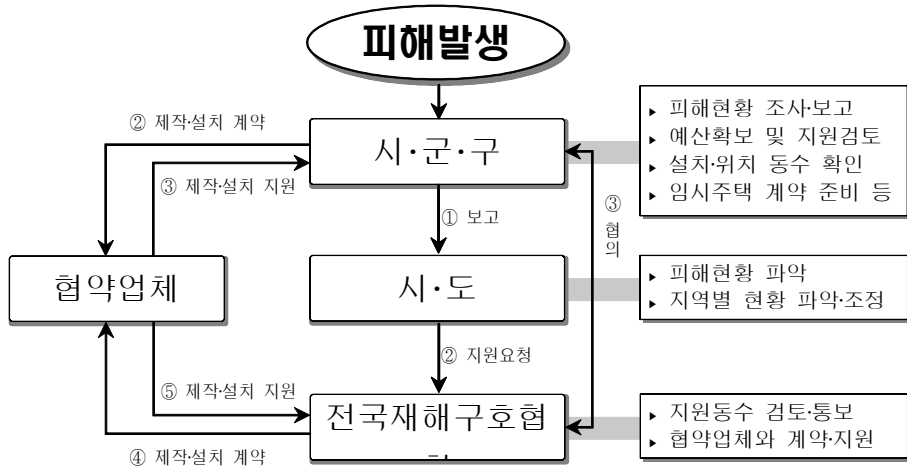 피해발생
② 제작·설치 계약
시·군·구
▸ 피해현황 조사·보고
▸ 예산확보 및 지원검토
▸ 설치·위치 동수 확인
▸ 임시주택 계약 준비 등
③ 제작·설치 지원
③ 협의
① 보고
협약업체
시·도
▸ 피해현황 파악
▸ 지역별 현황 파악·조정
② 지원요청
⑤ 제작·설치 지원
전국재해구호협
▸ 지원동수 검토·통보
▸ 협약업체와 계약·지원
④ 제작·설치 계약